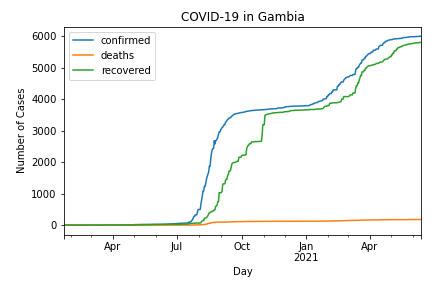 COVID-19 in Gambia
confirmed
deaths
recovered
Number of Cases
6000
5000
4000
3000
2000
1000
0
Apr
Jul
Oct
Jan
2021
Apr
Day